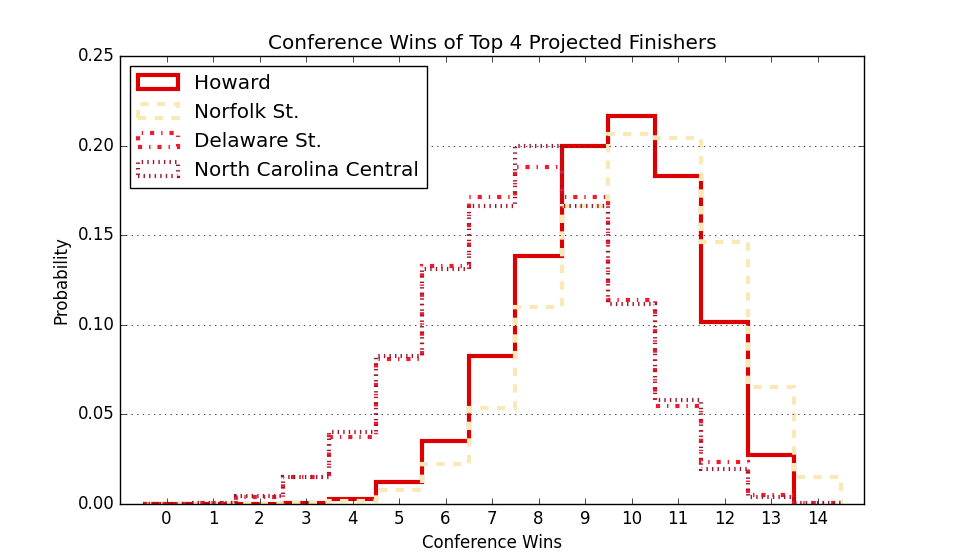 Conference Wins of Top 4 Projected Finishers
0.25
0.20
0.15
0.10
0.05
0.00
Probability
Howard
Norfolk St.
Delaware St.
North Carolina Central
0 1 2 3 4 5 6 7 8 9 10 11 12 13 14
Conference Wins